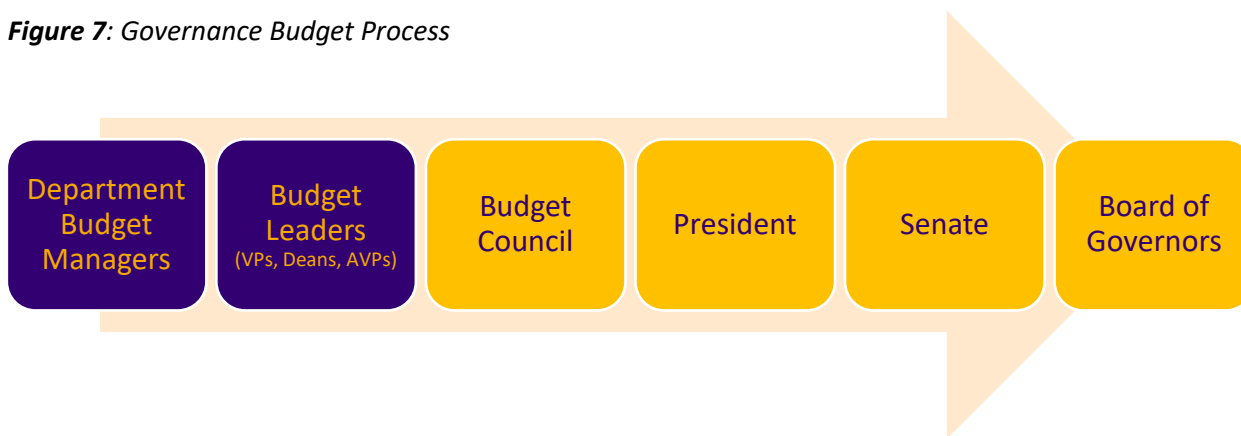 Figure 7: Governance Budget Process
Department
Budget
Managers
Budget
Leaders
(VPs, Deans, AVPs)
Budget
Council
President
Senate
Board of
Governors